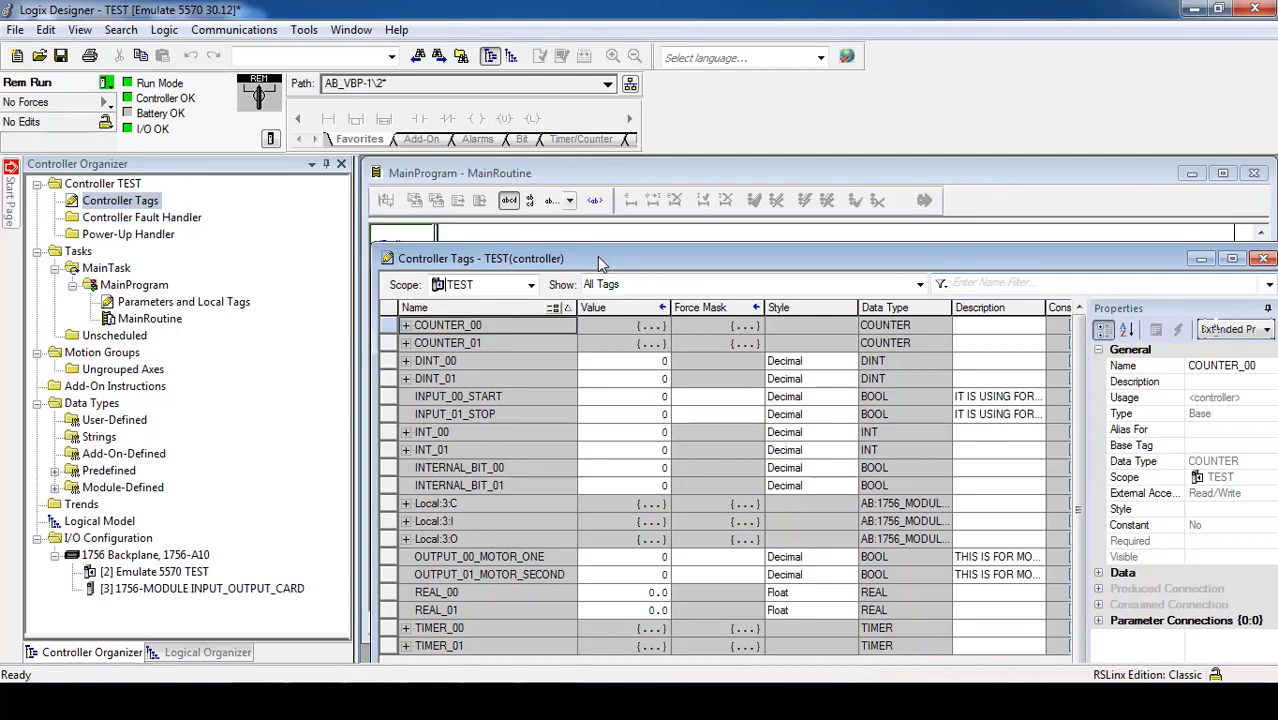 Logix Designer - TEST [Emulate 5570 30.12]*
File Edit View Search Logic Communications Tools Window Help
Select language...
Rem Run
No Forces
No Edits
Run Mode
Controller OK
Battery OK
I/O OK
REM
Path: AB_VBP-1\2*
Favorites Add-On Alarms Bit Timer/Counter
Start Page
Controller Organizer
Controller TEST
Controller Tags
Controller Fault Handler
Power-Up Handler
Tasks
MainTask
MainProgram
Parameters and Local Tags
MainRoutine
Unscheduled
Motion Groups
Ungrouped Axes
Add-On Instructions
Data Types
User-Defined
Strings
Add-On-Defined
Predefined
Module-Defined
Trends
Logical Model
I/O Configuration
1756 Backplane, 1756-A10
[2] Emulate 5570 TEST
[3] 1756-MODULE INPUT_OUTPUT_CARD
Controller Organizer Logical Organizer
MainProgram - MainRoutine
abcd ab cd ab... <ab>
Controller Tags - TEST(controller)
Scope: TEST Show: All Tags Enter Name Filter...
Name Value Force Mask Style Data Type Description Cons
COUNTER_00 {...} {...} COUNTER
COUNTER_01 {...} {...} COUNTER
DINT_00 0 Decimal DINT
DINT_01 0 Decimal DINT
INPUT_00_START 0 Decimal BOOL IT IS USING FOR...
INPUT_01_STOP 0 Decimal BOOL IT IS USING FOR...
INT_00 0 Decimal INT
INT_01 0 Decimal INT
INTERNAL_BIT_00 0 Decimal BOOL
INTERNAL_BIT_01 0 Decimal BOOL
Local:3:C {...} {...} AB:1756_MODUL...
Local:3:I {...} {...} AB:1756_MODUL...
Local:3:O {...} {...} AB:1756_MODUL...
OUTPUT_00_MOTOR_ONE 0 Decimal BOOL THIS IS FOR MO...
OUTPUT_01_MOTOR_SECOND 0 Decimal BOOL THIS IS FOR MO...
REAL_00 0.0 Float REAL
REAL_01 0.0 Float REAL
TIMER_00 {...} {...} TIMER
TIMER_01 {...} {...} TIMER
Properties
Extended Pr
General
Name COUNTER_00
Description
Usage <controller>
Type Base
Alias For
Base Tag
Data Type COUNTER
Scope TEST
External Acce... Read/Write
Style
Constant No
Required
Visible
Data
Produced Connection
Consumed Connection
Parameter Connections {0:0}
Ready
RSLinx Edition: Classic